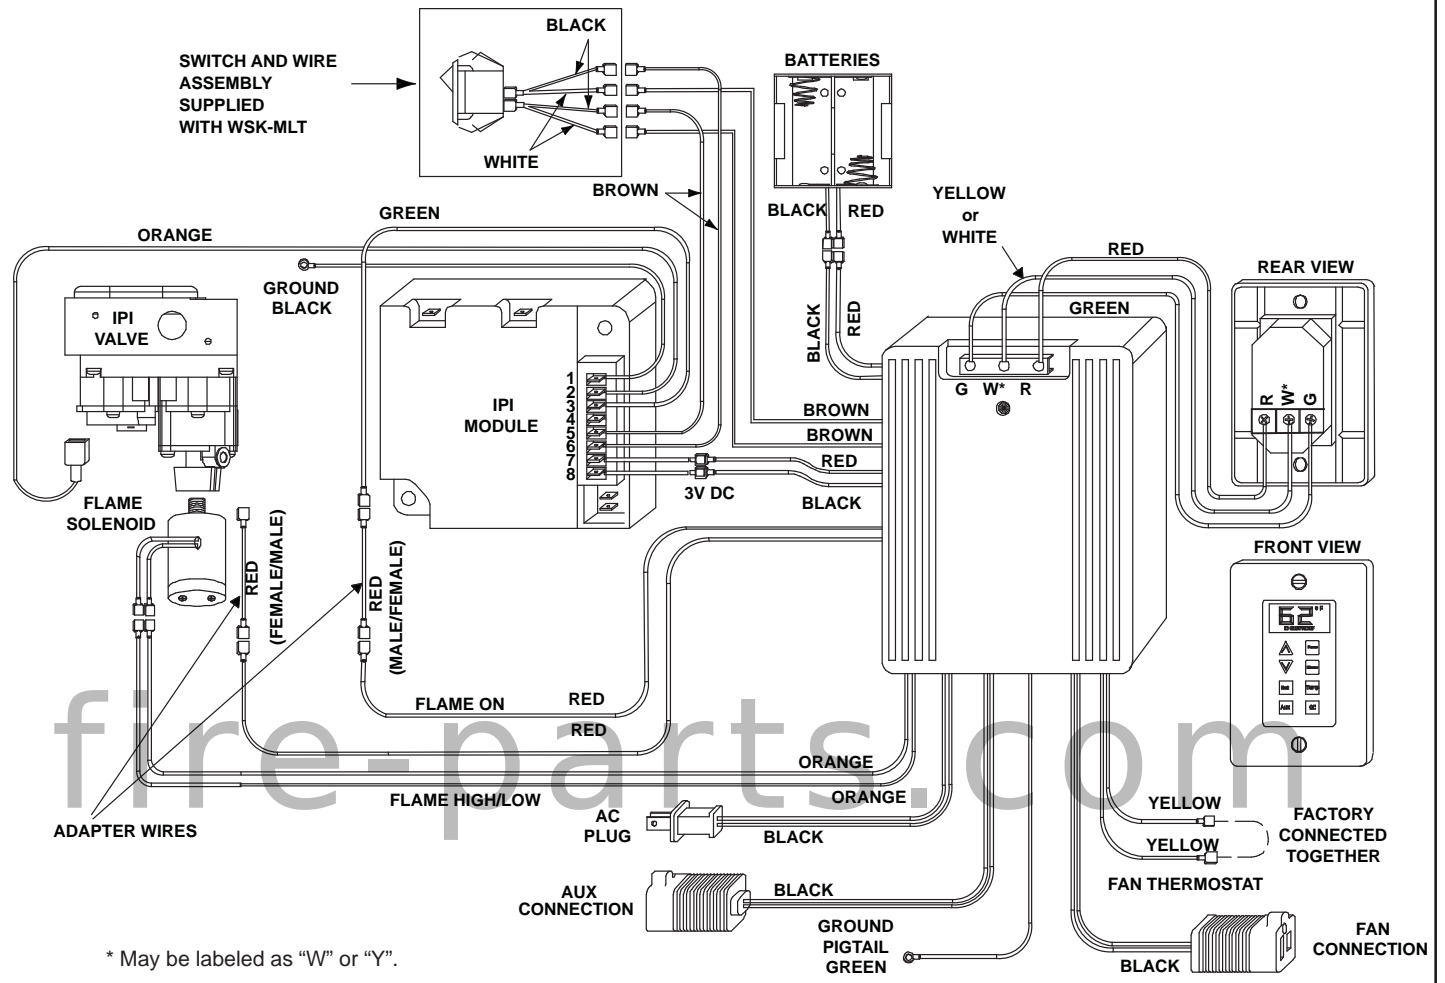 BLACK
SWITCH AND WIRE
ASSEMBLY
SUPPLIED
WITH WSK-MLT
WHITE
BROWN
BATTERIES
BLACK
RED
YELLOW
or
WHITE
RED
GREEN
REAR VIEW
GREEN
ORANGE
GROUND
BLACK
IPI
VALVE
BLACK
RED
G W* R
R
W*
G
1
2
3
4
5
6
7
8
IPI
MODULE
BROWN
BROWN
RED
BLACK
3V DC
FLAME
SOLENOID
RED
(FEMALE/MALE)
RED
(MALE/FEMALE)
FRONT VIEW
62°F
Aux
Temp
FLAME ON
RED
RED
fire-parts.com
ORANGE
ORANGE
FLAME HIGH/LOW
ADAPTER WIRES
AC
PLUG
BLACK
YELLOW
YELLOW
FACTORY
CONNECTED
TOGETHER
FAN THERMOSTAT
AUX
CONNECTION
BLACK
GROUND
PIGTAIL
GREEN
BLACK
FAN
CONNECTION
* May be labeled as “W” or “Y”.